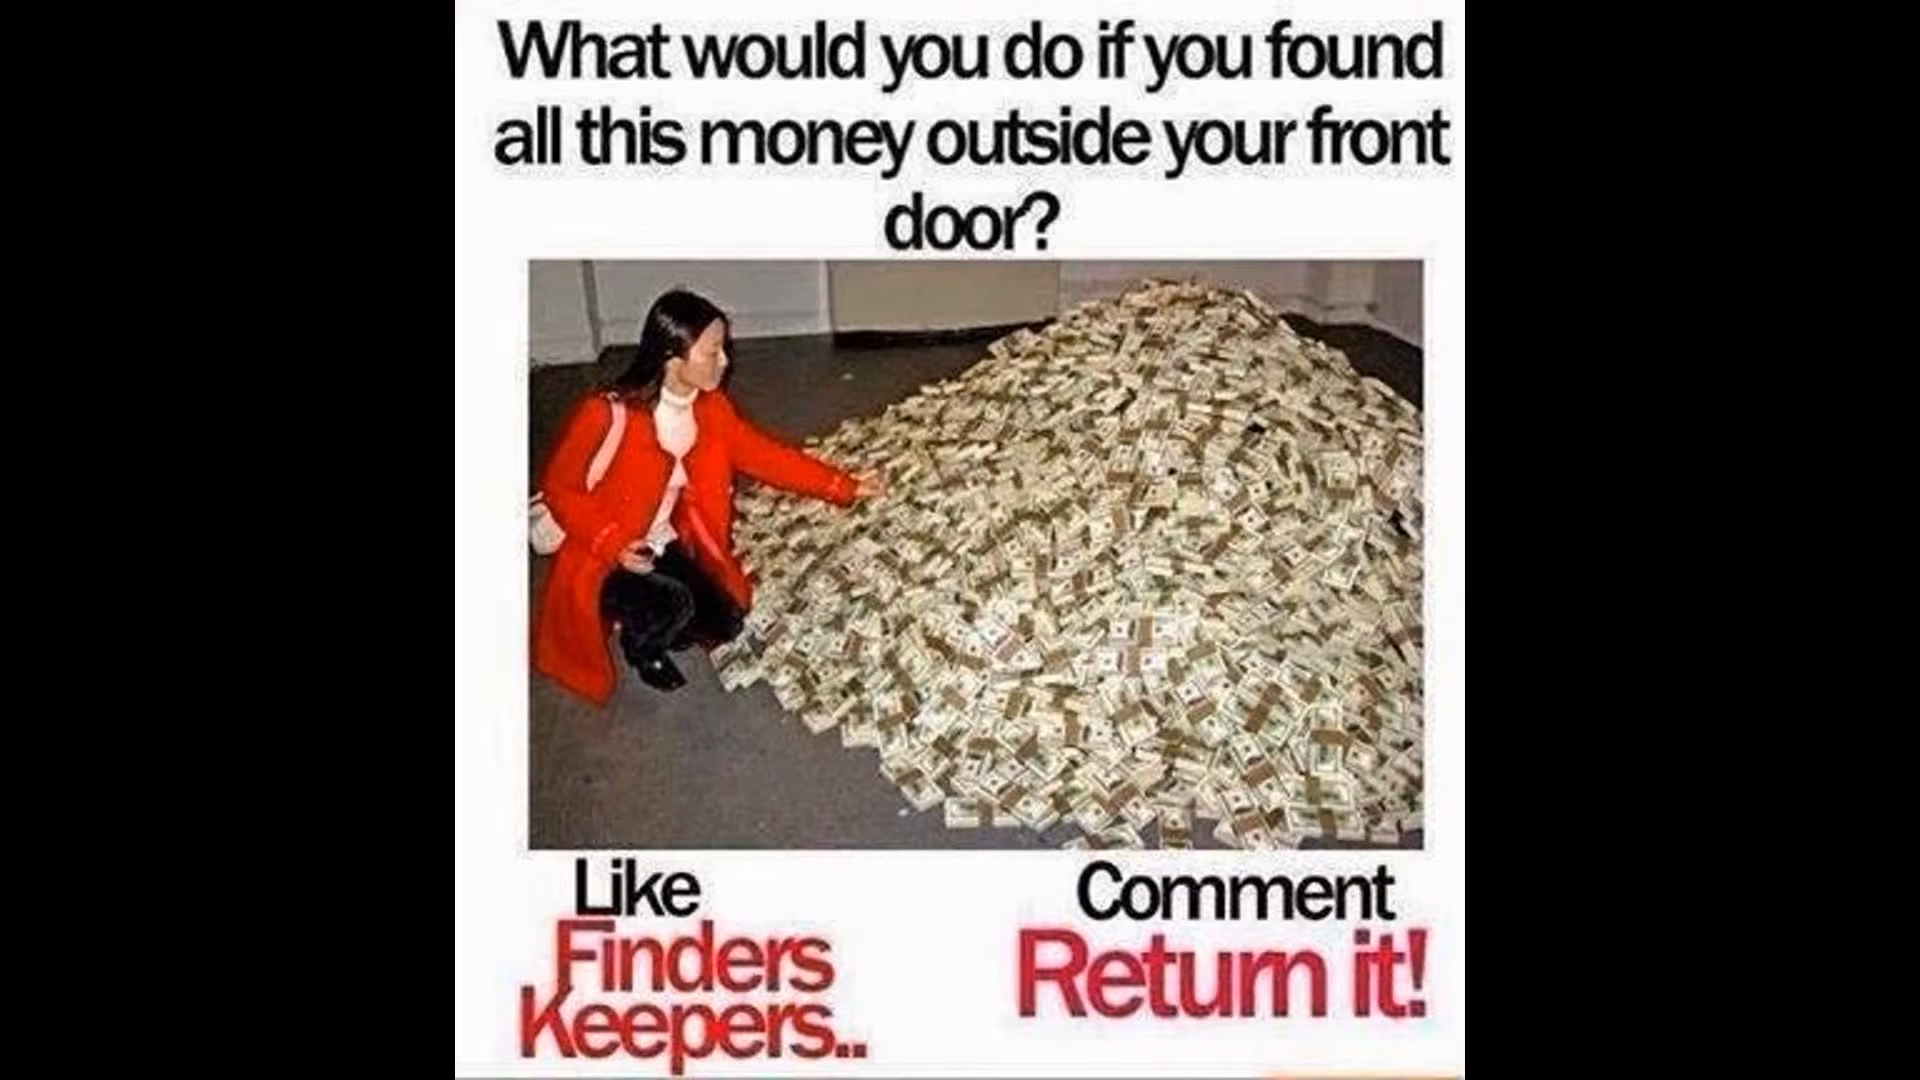 What would you do if you found
all this money outside your front
door?
Like
Finders
Keepers..
Comment
Return it!